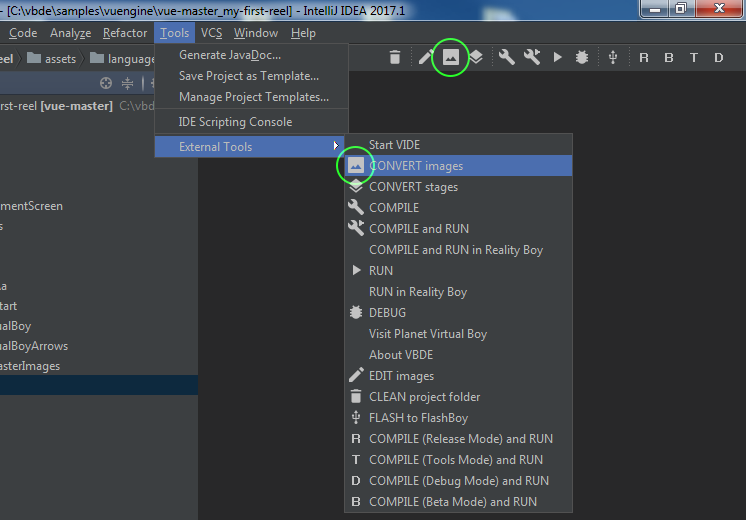 - [C:\vbde\samples\vuengine\vue-master_my-first-reel] - IntelliJ IDEA 2017.1
Code Analyze Refactor Tools VCS Window Help
assets languag
R B T D
Generate JavaDoc...
Save Project as Template...
Manage Project Templates...
IDE Scripting Console
External Tools
rst-reel [vue-master] C:\vb
Start VIDE
CONVERT images
CONVERT stages
COMPILE
COMPILE and RUN
COMPILE and RUN in Reality Boy
RUN
RUN in Reality Boy
DEBUG
Visit Planet Virtual Boy
About VBDE
EDIT images
CLEAN project folder
FLASH to FlashBoy
R COMPILE (Release Mode) and RUN
T COMPILE (Tools Mode) and RUN
D COMPILE (Debug Mode) and RUN
B COMPILE (Beta Mode) and RUN
mentScreen
s
.a
tart
ualBoy
ualBoyArrows
asterImages